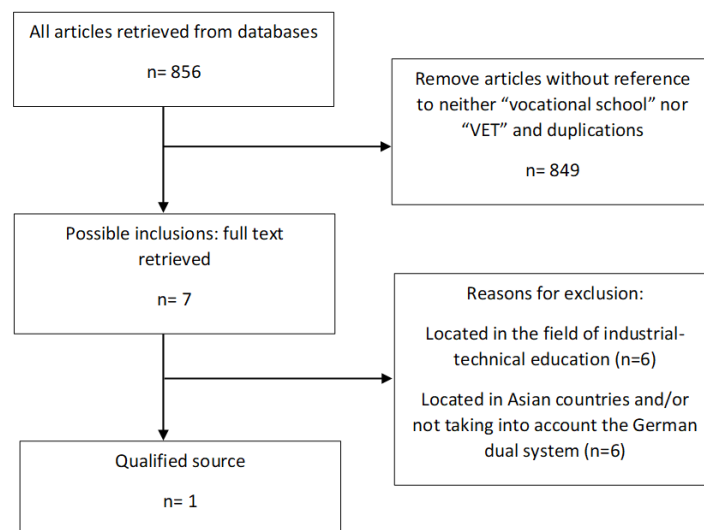 All articles retrieved from databases
n= 856
Remove articles without reference
to neither “vocational school” nor
“VET” and duplications
n= 849
Possible inclusions: full text
retrieved
n= 7
Reasons for exclusion:
Located in the field of industrial-
technical education (n=6)
Located in Asian countries and/or
not taking into account the German
dual system (n=6)
Qualified source
n= 1